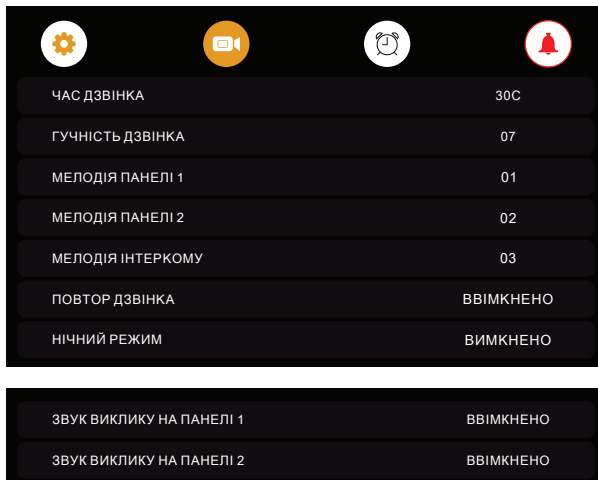 ЧАС ДЗВІНКА 30С
ГУЧНІСТЬ ДЗВІНКА 07
МЕЛОДІЯ ПАНЕЛІ 1 01
МЕЛОДІЯ ПАНЕЛІ 2 02
МЕЛОДІЯ ІНТЕРКОМУ 03
ПОВТОР ДЗВІНКА ВВІМКНЕНО
НІЧНИЙ РЕЖИМ ВИМКНЕНО
ЗВУК ВИКЛИКУ НА ПАНЕЛІ 1 ВВІМКНЕНО
ЗВУК ВИКЛИКУ НА ПАНЕЛІ 2 ВВІМКНЕНО